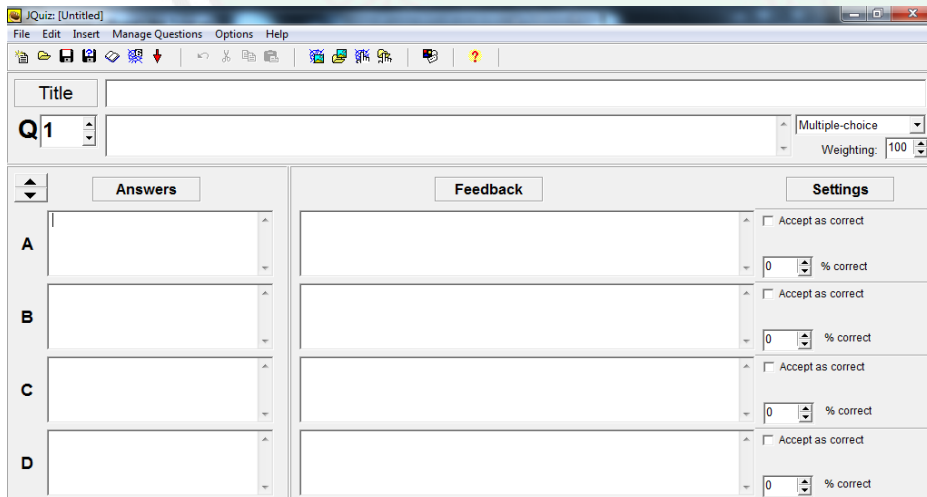 JQuiz: [Untitled]
File Edit Insert Manage Questions Options Help
Title
Q 1 Multiple-choice
Weighting: 100
Answers Feedback Settings
A Accept as correct
0 % correct
B Accept as correct
0 % correct
C Accept as correct
0 % correct
D Accept as correct
0 % correct